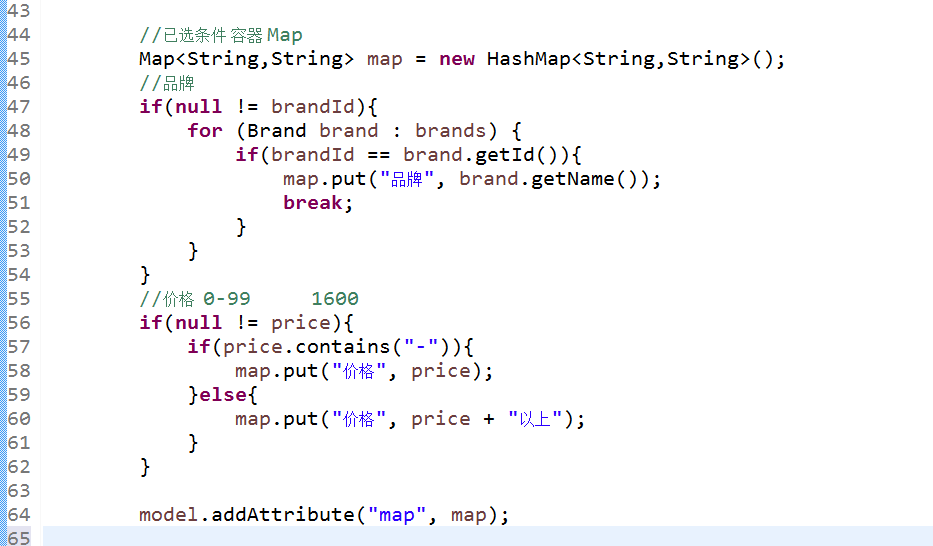 43
44 //已选条件 容器 Map
45 Map<String,String> map = new HashMap<String,String>();
46 //品牌
47 if(null != brandId){
48 for (Brand brand : brands) {
49 if(brandId == brand.getId()){
50 map.put("品牌", brand.getName());
51 break;
52 }
53 }
54 }
55 //价格 0-99 1600
56 if(null != price){
57 if(price.contains("-")){
58 map.put("价格", price);
59 }else{
60 map.put("价格", price + "以上");
61 }
62 }
63
64 model.addAttribute("map", map);
65